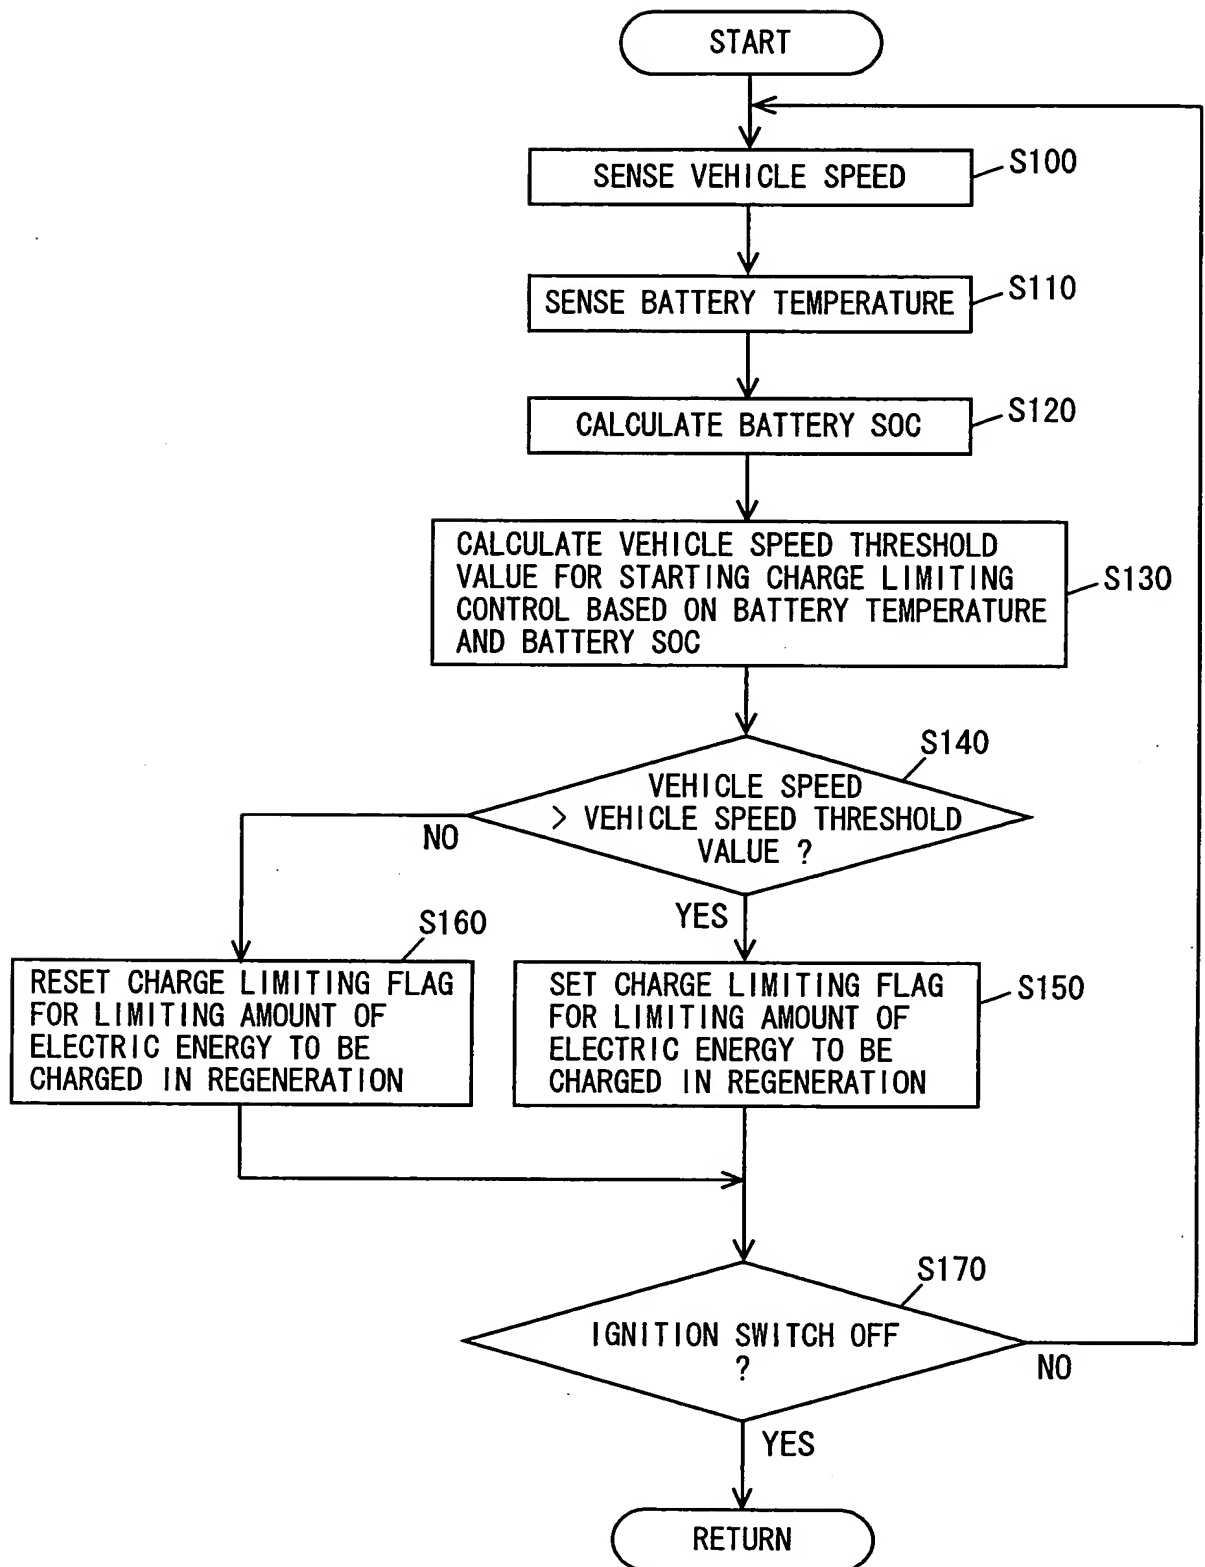 START
SENSE VEHICLE SPEED
S100
SENSE BATTERY TEMPERATURE
S110
CALCULATE BATTERY SOC
S120
CALCULATE VEHICLE SPEED THRESHOLD
VALUE FOR STARTING CHARGE LIMITING
CONTROL BASED ON BATTERY TEMPERATURE
AND BATTERY SOC
S130
S140
VEHICLE SPEED
> VEHICLE SPEED THRESHOLD
VALUE ?
NO
YES
S160
RESET CHARGE LIMITING FLAG
FOR LIMITING AMOUNT OF
ELECTRIC ENERGY TO BE
CHARGED IN REGENERATION
SET CHARGE LIMITING FLAG
FOR LIMITING AMOUNT OF
ELECTRIC ENERGY TO BE
CHARGED IN REGENERATION
S150
S170
IGNITION SWITCH OFF
?
NO
YES
RETURN